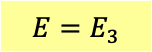 E = E₃